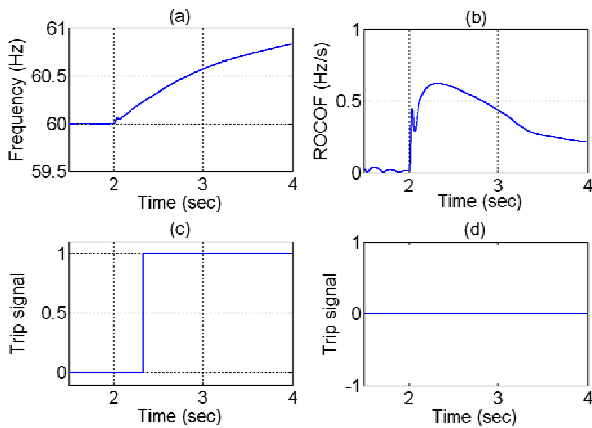 (a)
Frequency (Hz)
61
60.5
60
59.5
2
3
4
Time (sec)
(b)
ROCOF (Hz/s)
1
0.5
0
2
3
4
Time (sec)
(c)
Trip signal
1
0.5
0
2
3
4
Time (sec)
(d)
Trip signal
1
0
-1
2
3
4
Time (sec)